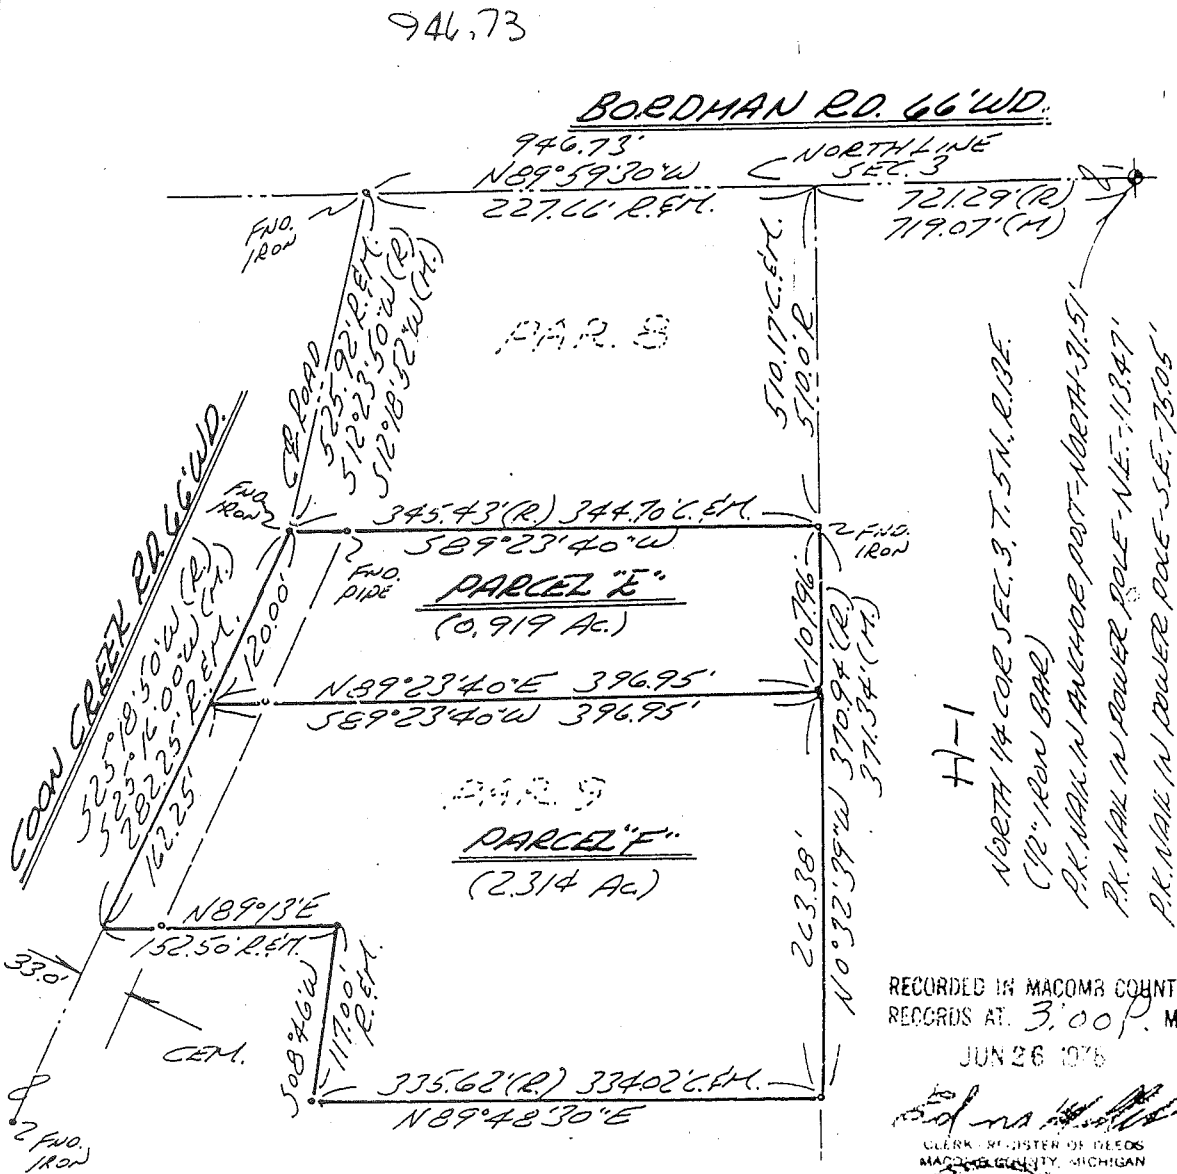 946.73
BORDMAN RD. 66'WD.
946.73'
N89°59'30"W
227.66' R.&M.
NORTH LINE
SEC. 3
721.29'(R)
719.07'(M)
FND.
IRON
℄ ROAD
525.92' R.&M.
S12°23'50"W (R)
S12°18'52"W (M.)
PAR. 8
510.17' C.&M.
510.0' R.
COON CREEK RD. 66'WD.
FND.
IRON
345.43'(R.) 344.70' C.&M.
S89°23'40"W
FND.
IRON
FND.
PIPE
PARCEL "E"
(0.919 Ac.)
120.00'
107.96'
N89°23'40"E 396.95'
S89°23'40"W 396.95'
S25°18'50"W (R.)
S25°16'00"W (M.)
282.25' R.&M.
162.25'
PAR. 9
PARCEL "F"
(2.314 Ac.)
263.38'
N0°32'39"W 370.94'(R.)
371.34'(M.)
N89°13'E
152.50' R.&M.
33.0'
CEM.
S08°46'W
117.00'
R.&M.
335.62'(R.) 334.02' C.&M.
N89°48'30"E
FND.
IRON
H-1
NORTH 1/4 COR SEC. 3, T. 5 N., R. 13 E.
(1/2" IRON BAR)
P.K. NAIL IN ANCHOR POST-NORTH-31.51'
P.K. NAIL IN POWER POLE-NE.-113.47'
P.K. NAIL IN POWER POLE-S.E.-75.05'
RECORDED IN MACOMB COUNT
RECORDS AT. 3:00 P. M
JUN 26
CLERK - REGISTER OF DEEDS
MACOMB COUNTY, MICHIGAN